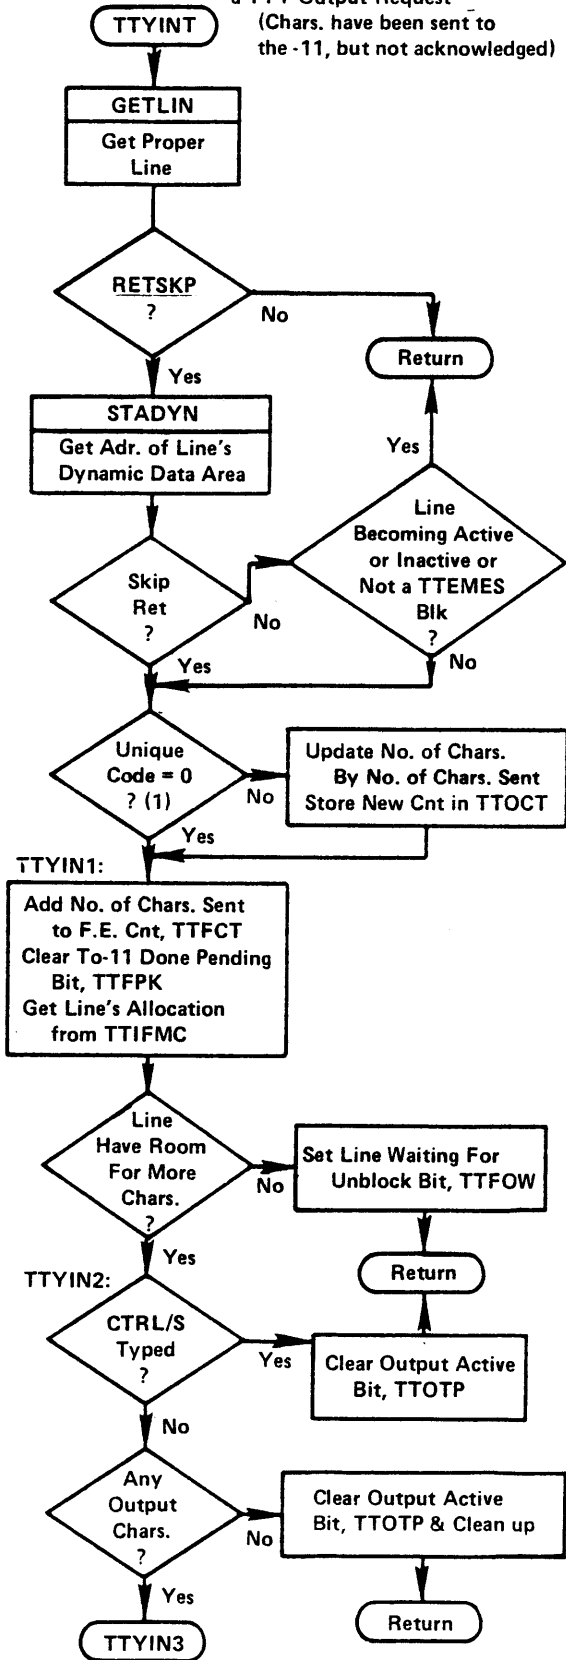 a TTY Output Request
(Chars. have been sent to
the -11, but not acknowledged)
TTYINT
GETLIN
Get Proper
Line
RETSKP
?
No
Return
Yes
STADYN
Get Adr. of Line's
Dynamic Data Area
Yes
Line
Becoming Active
or Inactive or
Not a TTEMES
Blk
?
Skip
Ret
?
No
No
Yes
Unique
Code = 0
? (1)
No
Update No. of Chars.
By No. of Chars. Sent
Store New Cnt in TTOCT
Yes
TTYIN1:
Add No. of Chars. Sent
to F.E. Cnt, TTFCT
Clear To-11 Done Pending
Bit, TTFPK
Get Line's Allocation
from TTIFMC
Line
Have Room
For More
Chars.
?
No
Set Line Waiting For
Unblock Bit, TTFOW
Yes
Return
TTYIN2:
CTRL/S
Typed
?
Yes
Clear Output Active
Bit, TTOTP
No
Any
Output
Chars.
?
No
Clear Output Active
Bit, TTOTP & Clean up
Yes
Return
TTYIN3